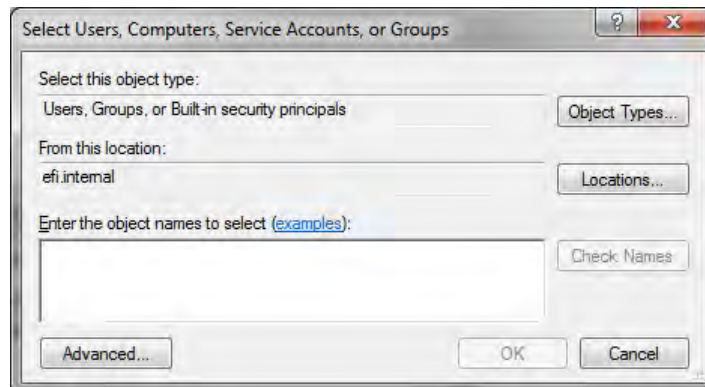 Select Users, Computers, Service Accounts, or Groups
Select this object type:
Users, Groups, or Built-in security principals
Object Types...
From this location:
efi.internal
Locations...
Enter the object names to select (examples):
Check Names
Advanced...
OK
Cancel